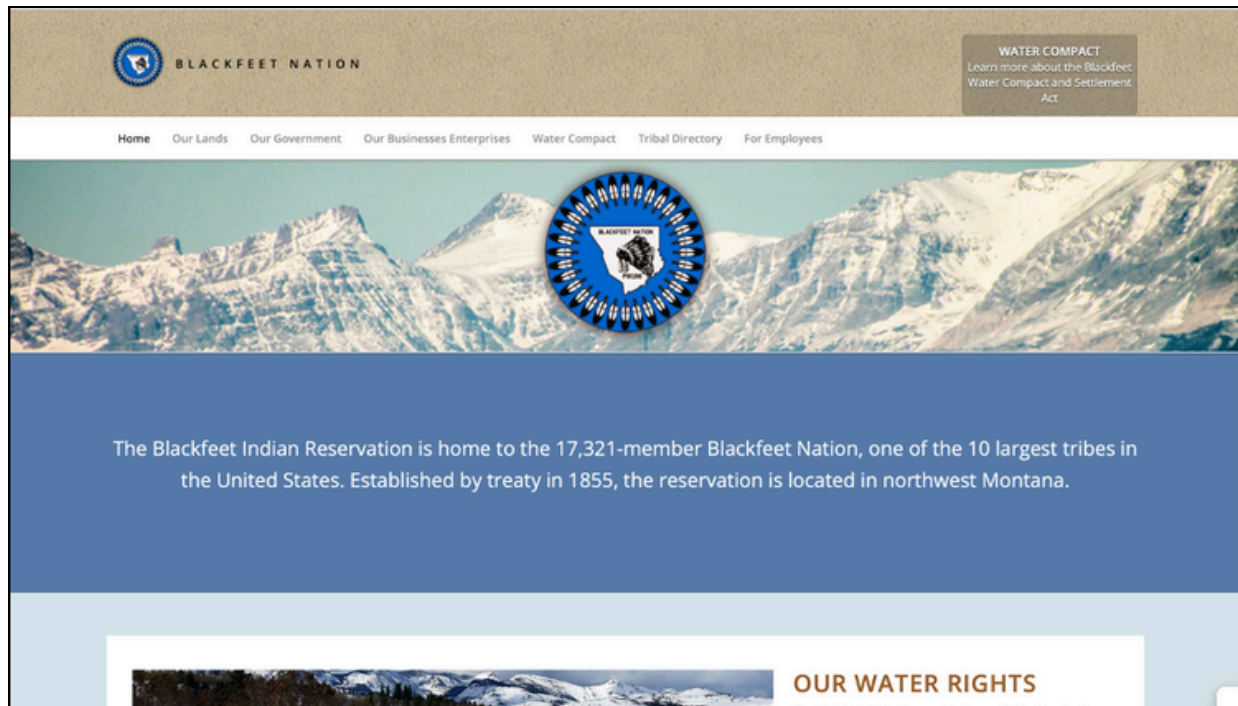 BLACKFEET NATION
WATER COMPACT
Learn more about the Blackfeet
Water Compact and Settlement
Act
Home Our Lands Our Government Our Businesses Enterprises Water Compact Tribal Directory For Employees
BLACKFEET NATION
PIKUNI
The Blackfeet Indian Reservation is home to the 17,321-member Blackfeet Nation, one of the 10 largest tribes in
the United States. Established by treaty in 1855, the reservation is located in northwest Montana.
OUR WATER RIGHTS